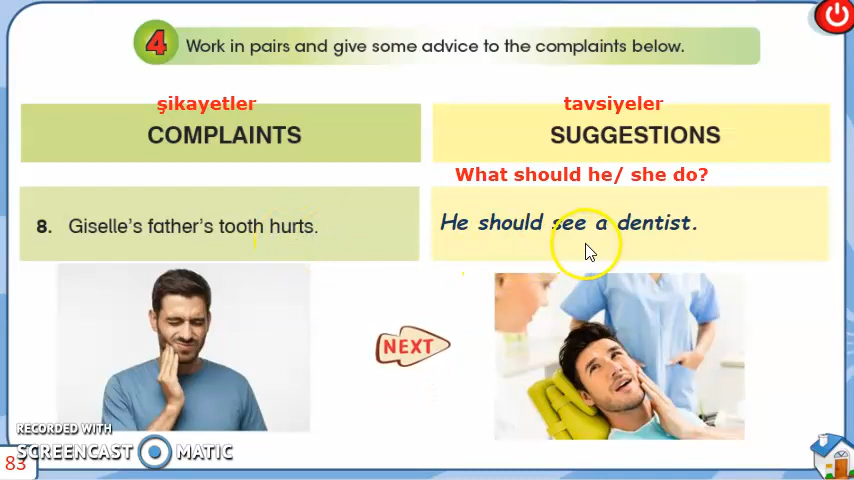 4 Work in pairs and give some advice to the complaints below.
şikayetler
COMPLAINTS
tavsiyeler
SUGGESTIONS
What should he/ she do?
8. Giselle's father's tooth hurts.
He should see a dentist.
NEXT
RECORDED WITH
SCREENCAST MATIC
83